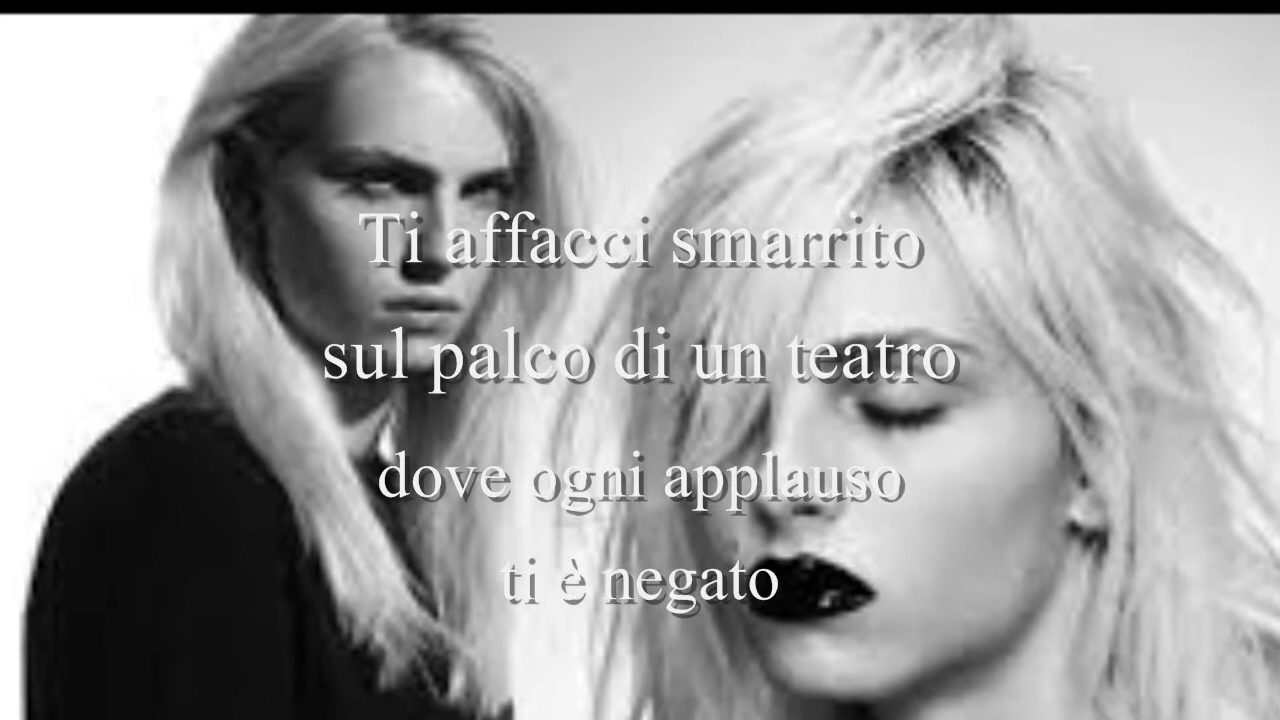 Ti affacci smarrito
sul palco di un teatro
dove ogni applauso
ti è negato